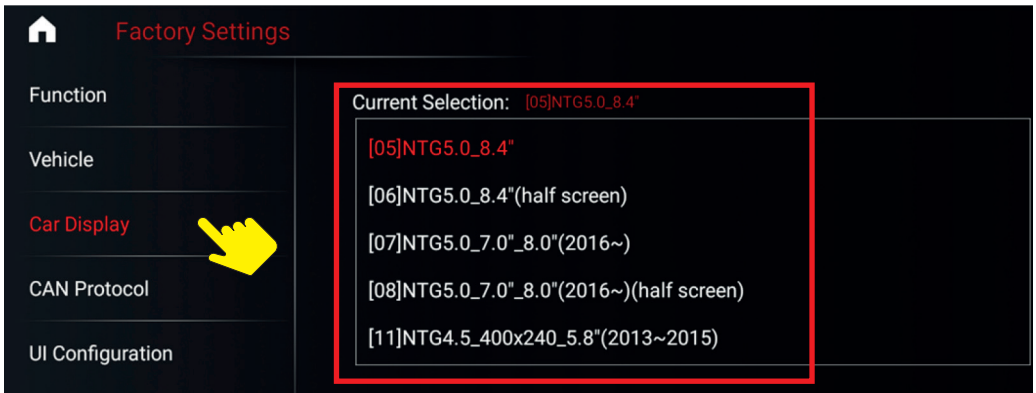 Factory Settings
Function
Vehicle
Car Display
CAN Protocol
UI Configuration
Current Selection: [05]NTG5.0_8.4"
[05]NTG5.0_8.4"
[06]NTG5.0_8.4"(half screen)
[07]NTG5.0_7.0"_8.0"(2016~)
[08]NTG5.0_7.0"_8.0"(2016~)(half screen)
[11]NTG4.5_400x240_5.8"(2013~2015)